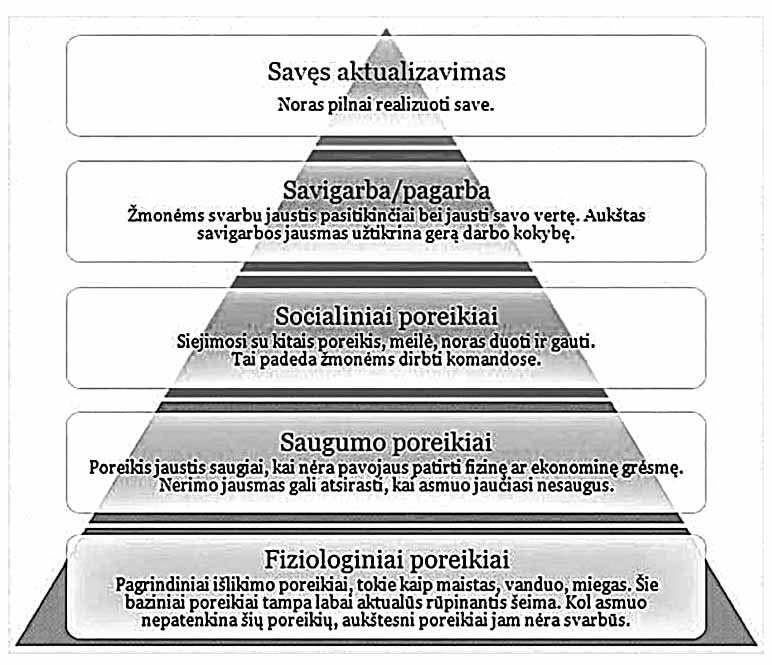 Savęs aktualizavimas
Noras pilnai realizuoti save.
Savigarba/pagarba
Žmonėms svarbu jaustis pasitikinčiai bei jausti savo vertę. Aukštas
savigarbos jausmas užtikrina gerą darbo kokybę.
Socialiniai poreikiai
Siejimosi su kitais poreikis, meilė, noras duoti ir gauti.
Tai padeda žmonėms dirbti komandose.
Saugumo poreikiai
Poreikis jaustis saugiai, kai nėra pavojaus patirti fizinę ar ekonominę grėsmę.
Nerimo jausmas gali atsirasti, kai asmuo jaučiasi nesaugus.
Fiziologiniai poreikiai
Pagrindiniai išlikimo poreikiai, tokie kaip maistas, vanduo, miegas. Šie
baziniai poreikiai tampa labai aktualūs rūpinantis šeima. Kol asmuo
nepatenkina šių poreikių, aukštesni poreikiai jam nėra svarbūs.